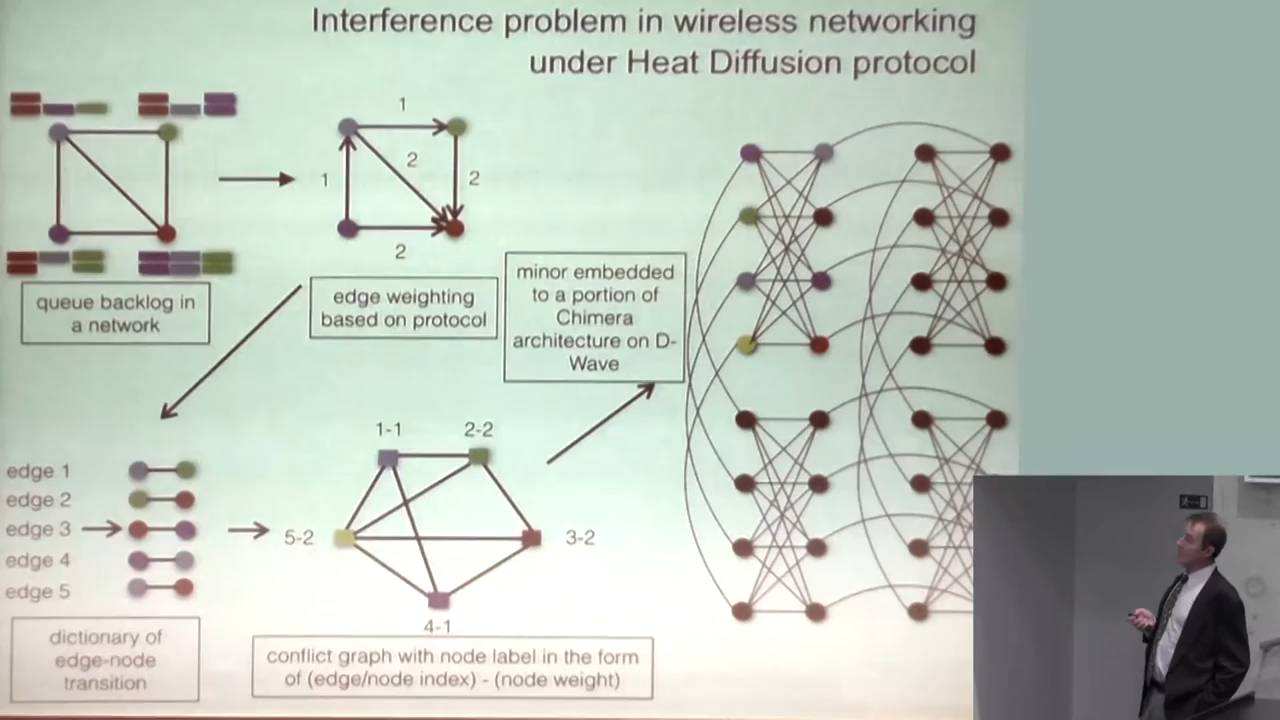 Interference problem in wireless networking
under Heat Diffusion protocol
1
2
1
2
2
queue backlog in
a network
edge weighting
based on protocol
minor embedded
to a portion of
Chimera
architecture on D-
Wave
edge 1
edge 2
edge 3
edge 4
edge 5
1-1
2-2
5-2
3-2
4-1
dictionary of
edge-node
transition
conflict graph with node label in the form
of (edge/node index) - (node weight)